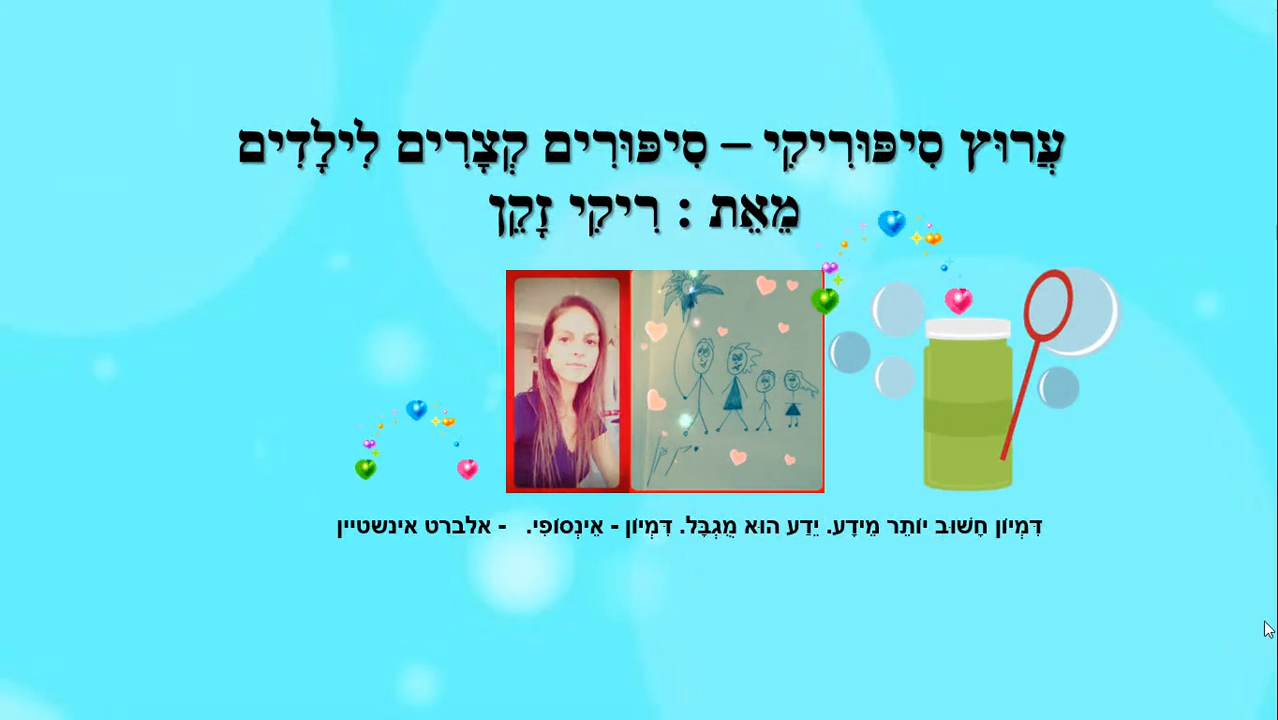 עֲרוּץ סִיפּוּרִיקִי – סִיפּוּרִים קְצָרִים לִילָדִים
מֵאֵת : רִיקִי זָקֵן
דִּמְיוֹן חָשׁוּב יוֹתֵר מֵידָע. יֵדַע הוּא מֻגְבָּל. דִּמְיוֹן - אֵינְסוֹפִי. - אלברט אינשטיין